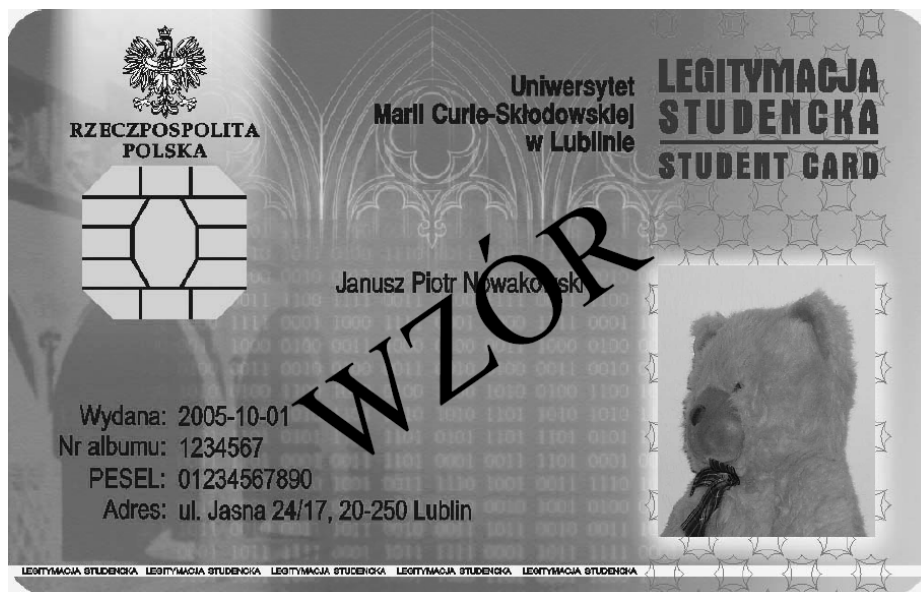 RZECZPOSPOLITA
POLSKA
Uniwersytet
Marii Curie-Skłodowskiej
w Lublinie
LEGITYMACJA
STUDENCKA
STUDENT CARD
Janusz Piotr Nowakowski
WZÓR
Wydana: 2005-10-01
Nr albumu: 1234567
PESEL: 01234567890
Adres: ul. Jasna 24/17, 20-250 Lublin
LEGITYMACJA STUDENCKA LEGITYMACJA STUDENCKA LEGITYMACJA STUDENCKA LEGITYMACJA STUDENCKA LEGITYMACJA STUDENCKA